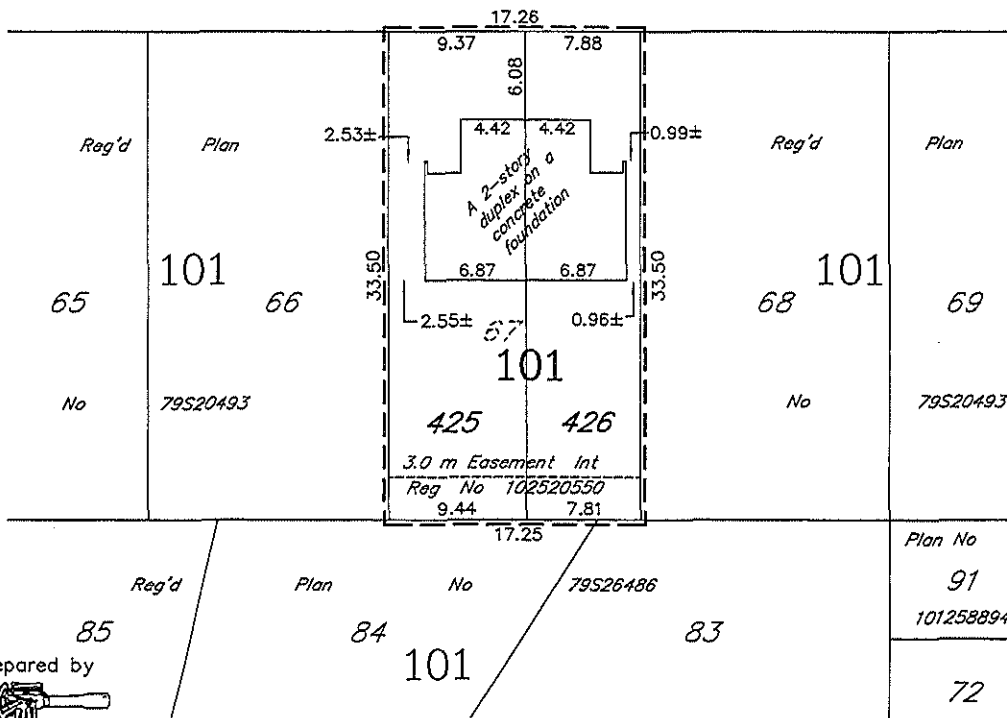 17.26
9.37 7.88
6.08
2.53± 4.42 4.42 0.99±
Reg'd Plan Reg'd Plan
A 2-story
duplex on a
concrete
foundation
33.50 101 6.87 6.87 33.50 101
65 66 68 69
2.55± 67 0.96±
101
No 79S20493 No 79S20493
425 426
3.0 m Easement Int
Reg No 102520550
9.44 7.81
17.25
Plan No
Reg'd Plan No 79S26486 91
101258894
85 84 83
101
epared by
72